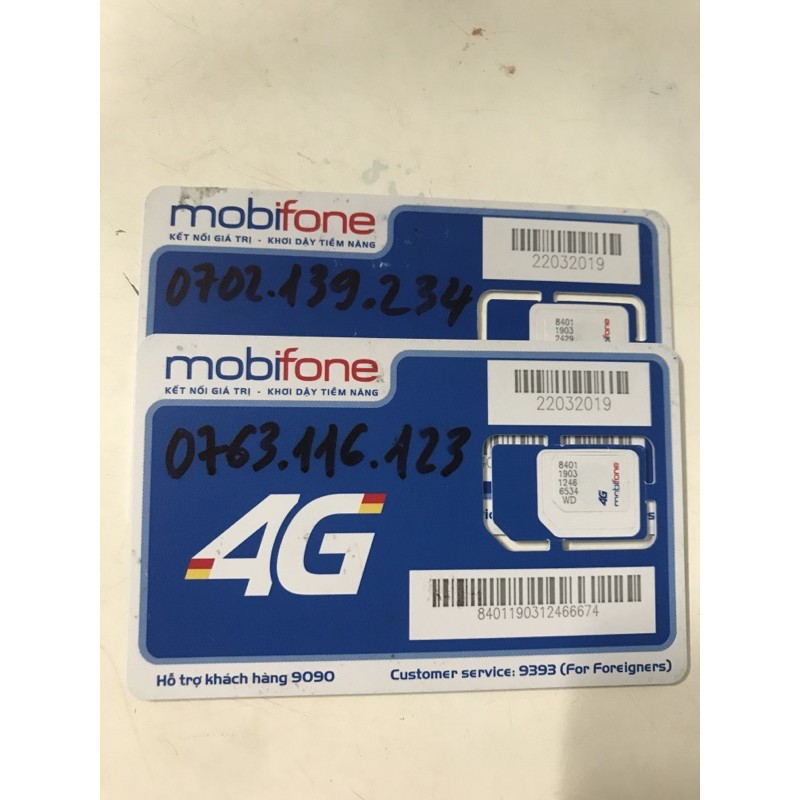 mobifone
KẾT NỐI GIÁ TRỊ - KHƠI DẬY TIỀM NĂNG
22032019
0702.139.234
8401
1903
2429
mobifone
KẾT NỐI GIÁ TRỊ - KHƠI DẬY TIỀM NĂNG
22032019
0763.116.123
8401
1903
1246
6534
WD
4G
mobifone
4G
8401190312466674
Hỗ trợ khách hàng 9090
Customer service: 9393 (For Foreigners)